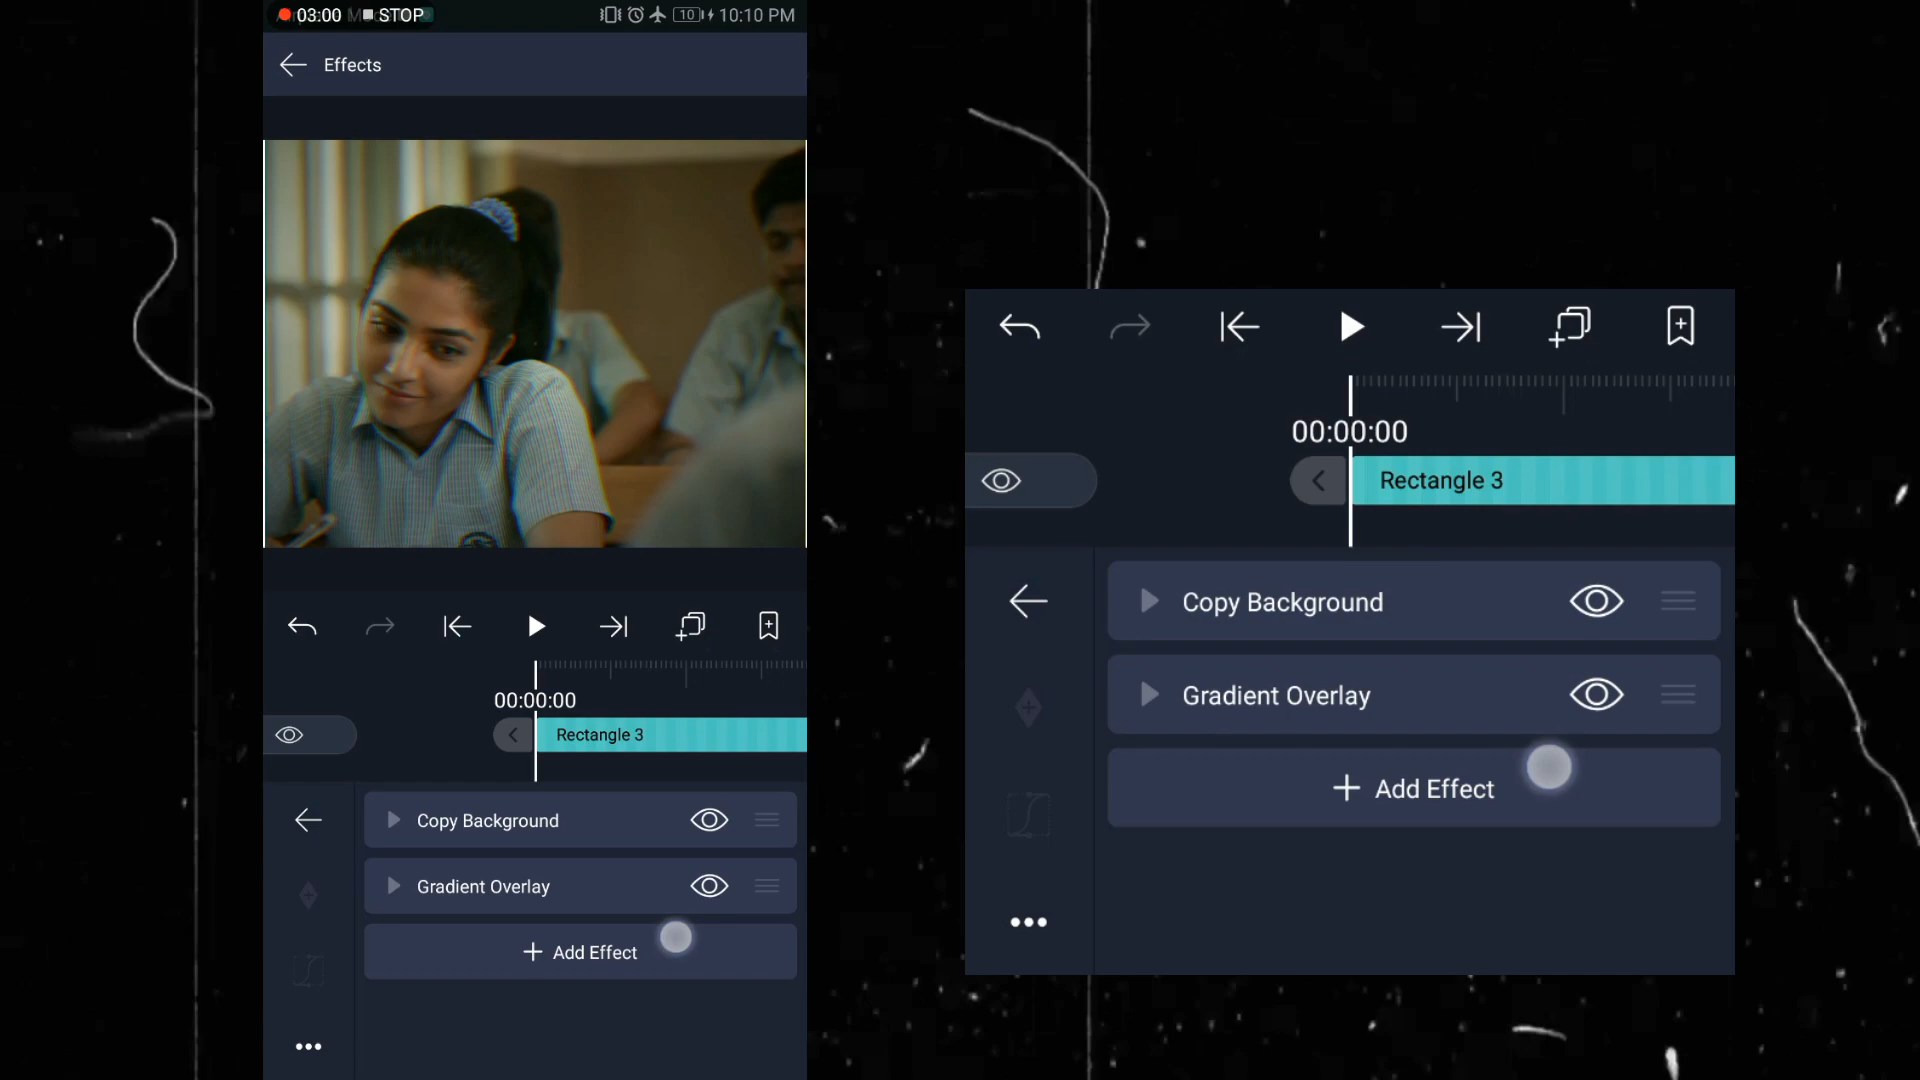 03:00 STOP 10 10:10 PM
Effects
00:00:00
Rectangle 3
Copy Background
Gradient Overlay
+ Add Effect
00:00:00
Rectangle 3
Copy Background
Gradient Overlay
+ Add Effect